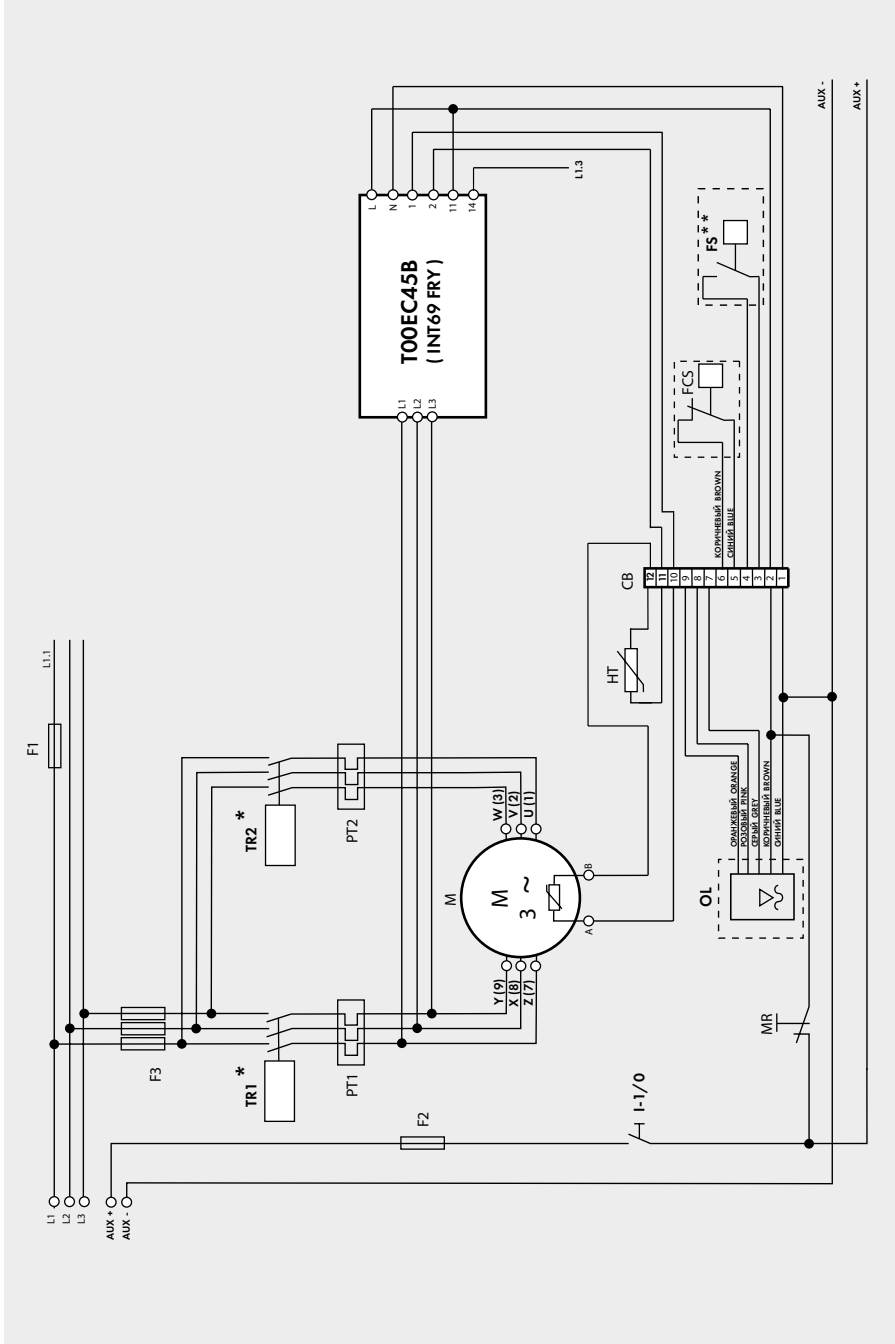 L1
L2
L3
AUX +
AUX -
F1
L1.1
F3
TR1 *
PT1
TR2 *
PT2
F2
I-1/0
MR
M
M
3 ~
W (3)
V (2)
U (1)
Y (9)
X (8)
Z (7)
A
B
L1
L2
L3
T00EC45B
( INT69 FRY )
L
N
1
2
11
14
L1.3
HT
CB
12
11
10
9
8
7
6
5
4
3
2
1
КОРИЧНЕВЫЙ BROWN
СИНИЙ BLUE
FCS
FS * *
OL
ОРАНЖЕВЫЙ ORANGE
РОЗОВЫЙ PINK
СЕРЫЙ GREY
КОРИЧНЕВЫЙ BROWN
СИНИЙ BLUE
AUX -
AUX +